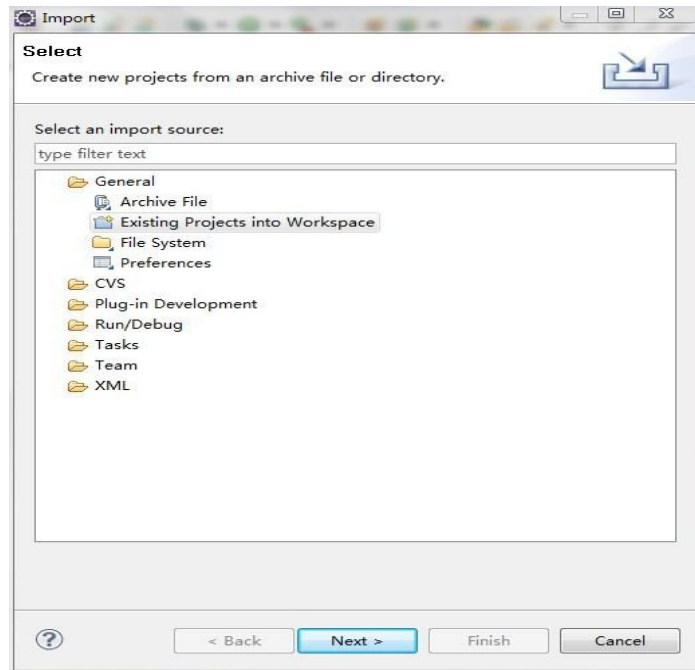 Import
Select
Create new projects from an archive file or directory.
Select an import source:
type filter text
General
Archive File
Existing Projects into Workspace
File System
Preferences
CVS
Plug-in Development
Run/Debug
Tasks
Team
XML
< Back
Next >
Finish
Cancel